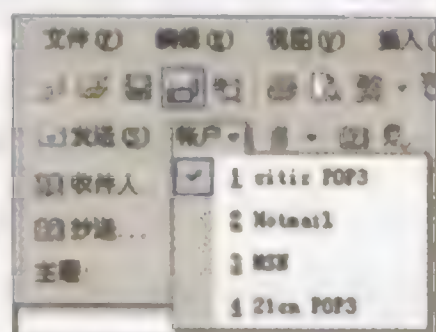 文件(F) 编辑(E) 视图(V) 插入(
发送(S) 帐户
收件人
抄送...
主题:
1 citiz POP3
2 Hotmail
3 MSN
4 21cn POP3